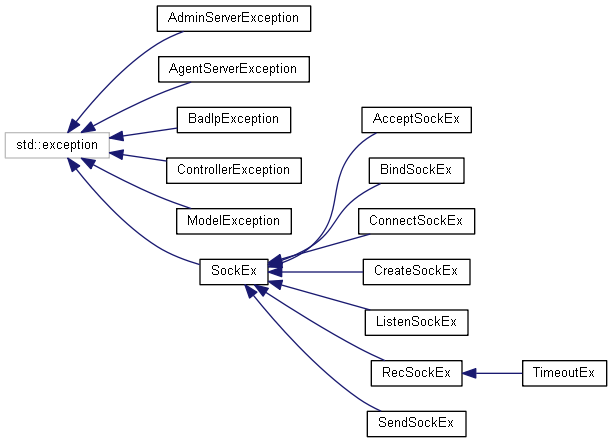 AdminServerException
AgentServerException
BadIpException
AcceptSockEx
std::exception
ControllerException
BindSockEx
ModelException
ConnectSockEx
SockEx
CreateSockEx
ListenSockEx
RecSockEx
TimeoutEx
SendSockEx